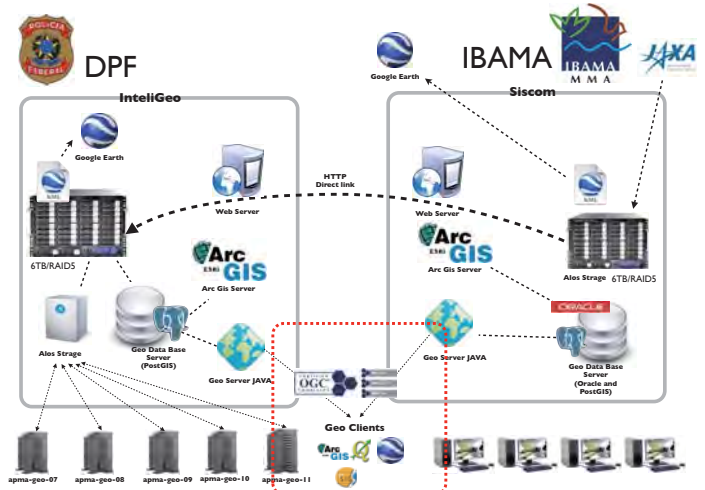 POLÍCIA
FEDERAL
DPF
IBAMA
IBAMA
M M A
JAXA
InteliGeo
Google Earth
Siscom
Google Earth
KML
Web Server
HTTP
Direct link
Web Server
KML
6TB/RAID5
ESRI
Arc
GIS
Arc Gis Server
ESRI
Arc
GIS
Arc Gis Server
Alos Strage 6TB/RAID5
ORACLE
Alos Strage
Geo Data Base
Server
(PostGIS)
Geo Server JAVA
OGC
Geo Server JAVA
Geo Data Base
Server
(Oracle and
PostGIS)
Geo Clients
Arc
GIS
apma-geo-07
apma-geo-08
apma-geo-09
apma-geo-10
apma-geo-11